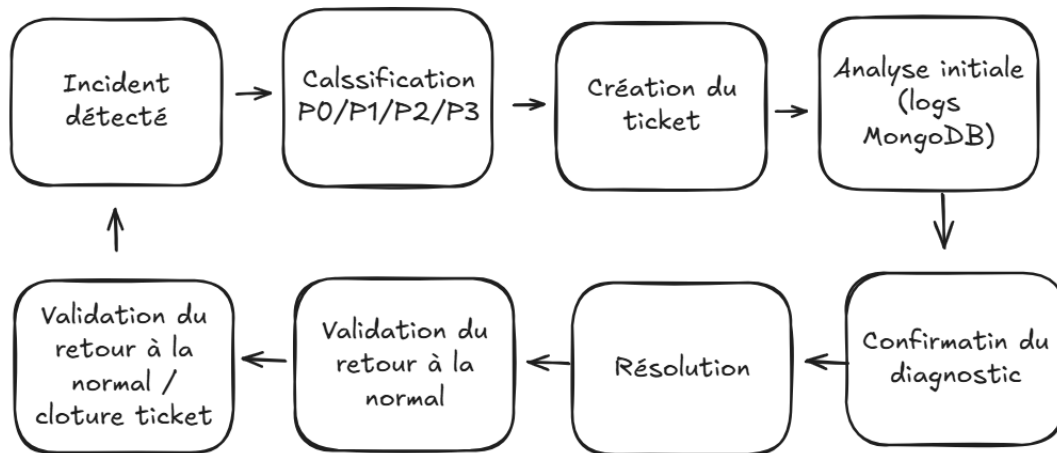 Incident
détecté
Calssification
P0/P1/P2/P3
Création du
ticket
Analyse initiale
(logs
MongoDB)
Validation du
retour à la
normal /
cloture ticket
Validation du
retour à la
normal
Résolution
Confirmatin du
diagnostic